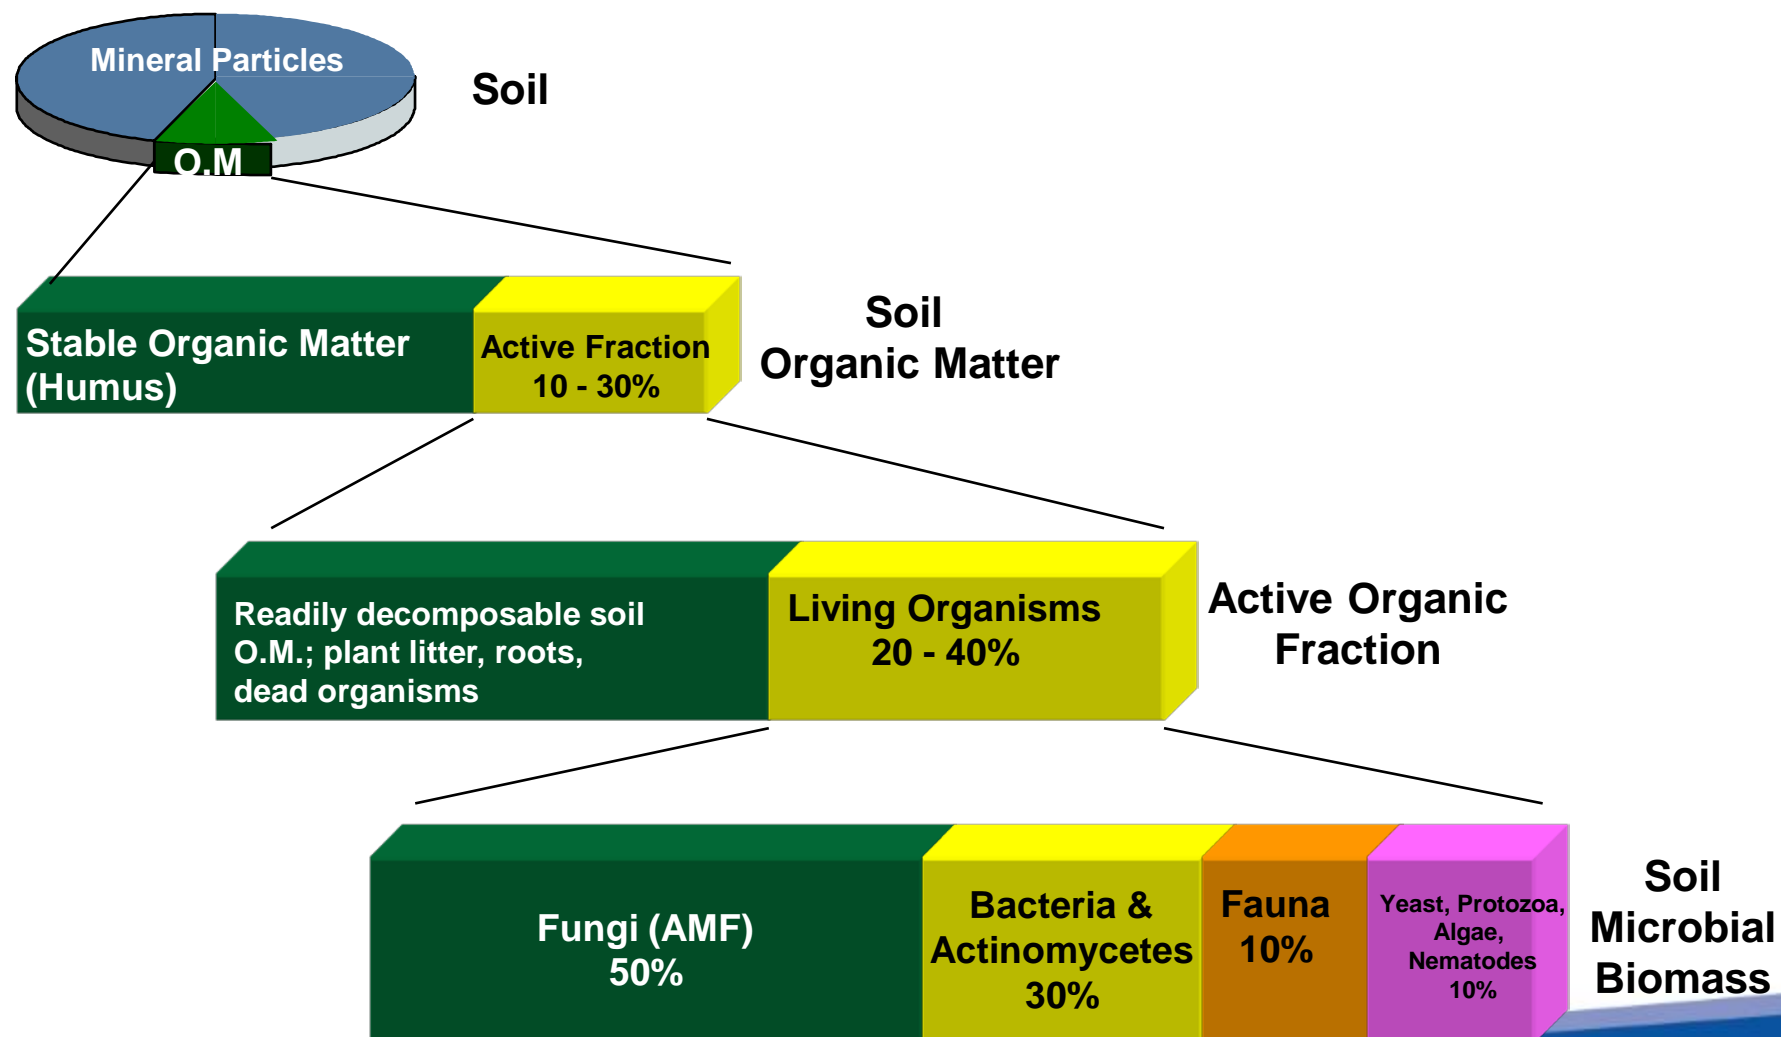 Mineral Particles
Soil
O.M
Stable Organic Matter
(Humus)
Active Fraction
10 - 30%
Soil
Organic Matter
Readily decomposable soil
O.M.; plant litter, roots,
dead organisms
Living Organisms
20 - 40%
Active Organic
Fraction
Fungi (AMF)
50%
Bacteria &
Actinomycetes
30%
Fauna
10%
Yeast, Protozoa,
Algae,
Nematodes
10%
Soil
Microbial
Biomass